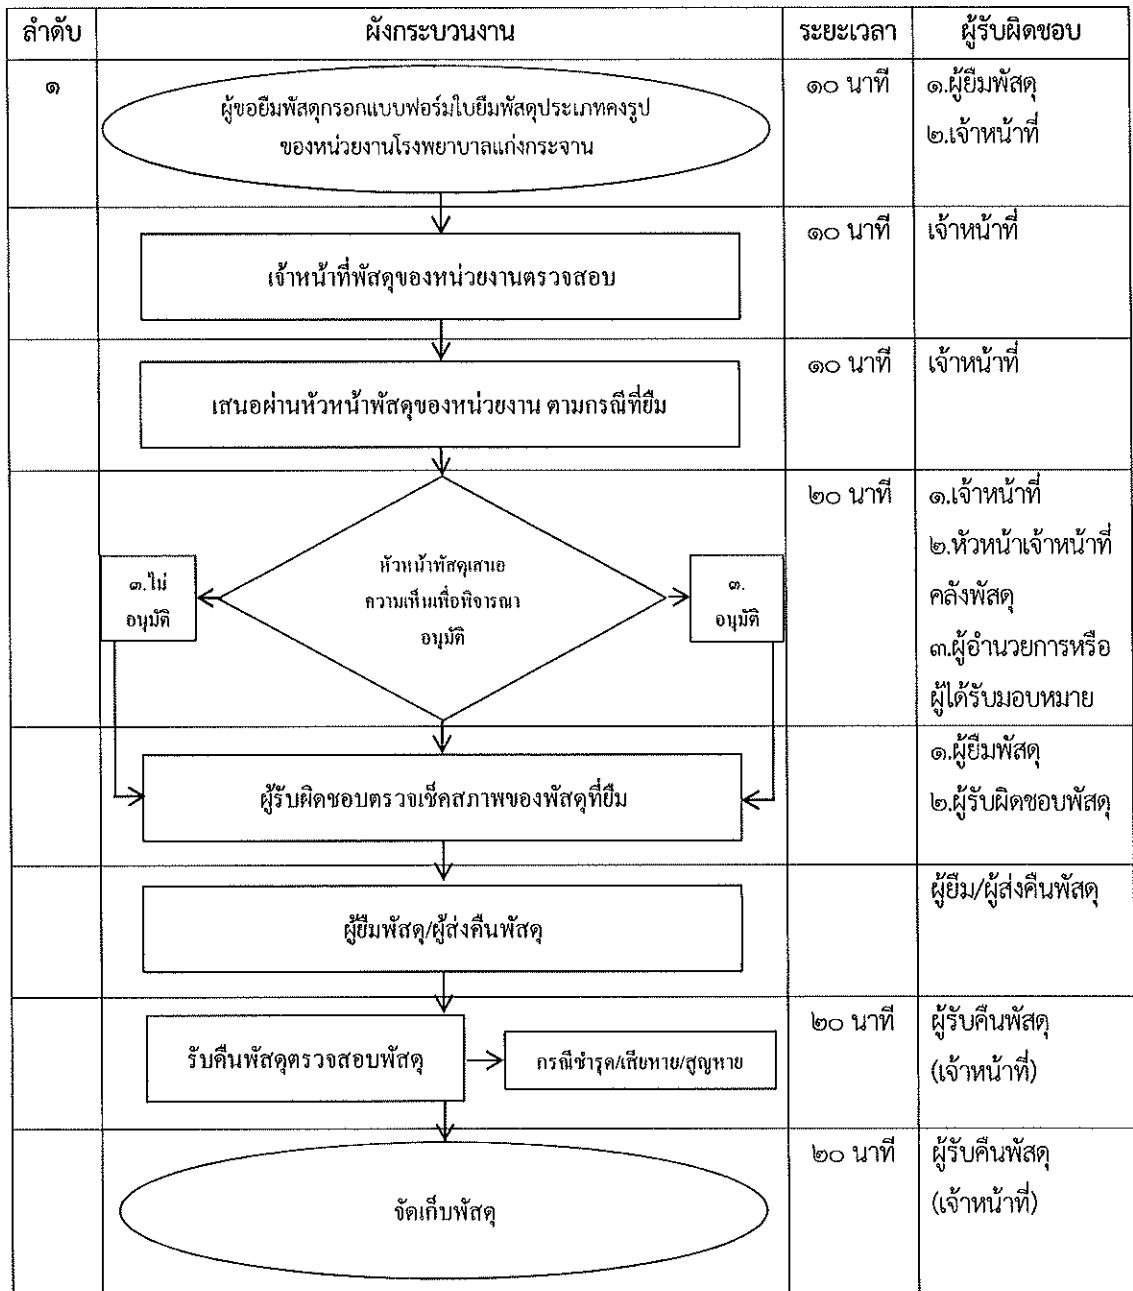 ลำดับ ผังกระบวนงาน ระยะเวลา ผู้รับผิดชอบ
๑
ผู้ขอยืมพัสดุกรอกแบบฟอร์มใบยืมพัสดุประเภทคงรูป
ของหน่วยงานโรงพยาบาลแก่งกระจาน
๑๐ นาที
๑.ผู้ยืมพัสดุ
๒.เจ้าหน้าที่
เจ้าหน้าที่พัสดุของหน่วยงานตรวจสอบ
๑๐ นาที
เจ้าหน้าที่
เสนอผ่านหัวหน้าพัสดุของหน่วยงาน ตามกรณีที่ยืม
๑๐ นาที
เจ้าหน้าที่
๓.ไม่
อนุมัติ
หัวหน้าพัสดุเสนอ
ความเห็นเพื่อพิจารณา
อนุมัติ
๓.
อนุมัติ
๒๐ นาที
๑.เจ้าหน้าที่
๒.หัวหน้าเจ้าหน้าที่
คลังพัสดุ
๓.ผู้อำนวยการหรือ
ผู้ได้รับมอบหมาย
ผู้รับผิดชอบตรวจเช็คสภาพของพัสดุที่ยืม
๑.ผู้ยืมพัสดุ
๒.ผู้รับผิดชอบพัสดุ
ผู้ยืมพัสดุ/ผู้ส่งคืนพัสดุ
ผู้ยืม/ผู้ส่งคืนพัสดุ
รับคืนพัสดุตรวจสอบพัสดุ
กรณีชำรุด/เสียหาย/สูญหาย
๒๐ นาที
ผู้รับคืนพัสดุ
(เจ้าหน้าที่)
จัดเก็บพัสดุ
๒๐ นาที
ผู้รับคืนพัสดุ
(เจ้าหน้าที่)